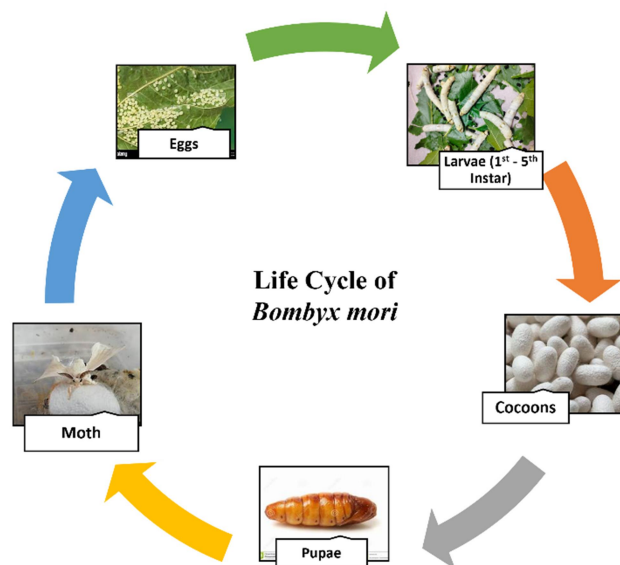 Eggs
Larvae (1st - 5th
Instar)
Life Cycle of
Bombyx mori
Cocoons
Moth
Pupae